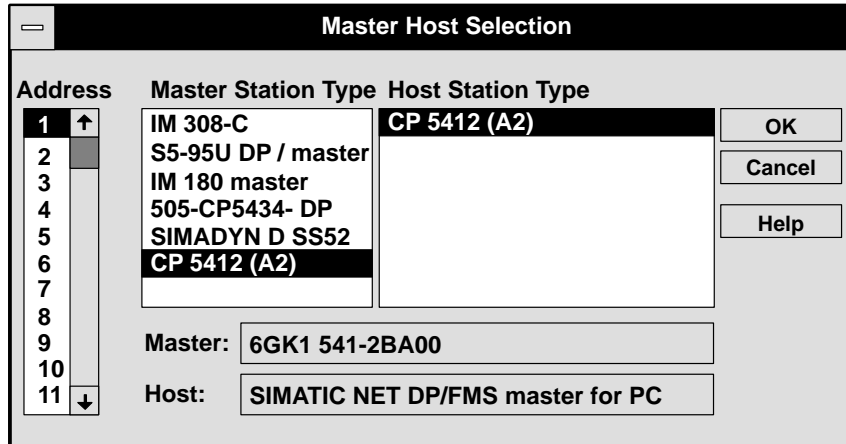 Master Host Selection
Address
Master Station Type
Host Station Type
1
2
3
4
5
6
7
8
9
10
11
IM 308-C
S5-95U DP / master
IM 180 master
505-CP5434- DP
SIMADYN D SS52
CP 5412 (A2)
CP 5412 (A2)
OK
Cancel
Help
Master: 6GK1 541-2BA00
Host: SIMATIC NET DP/FMS master for PC